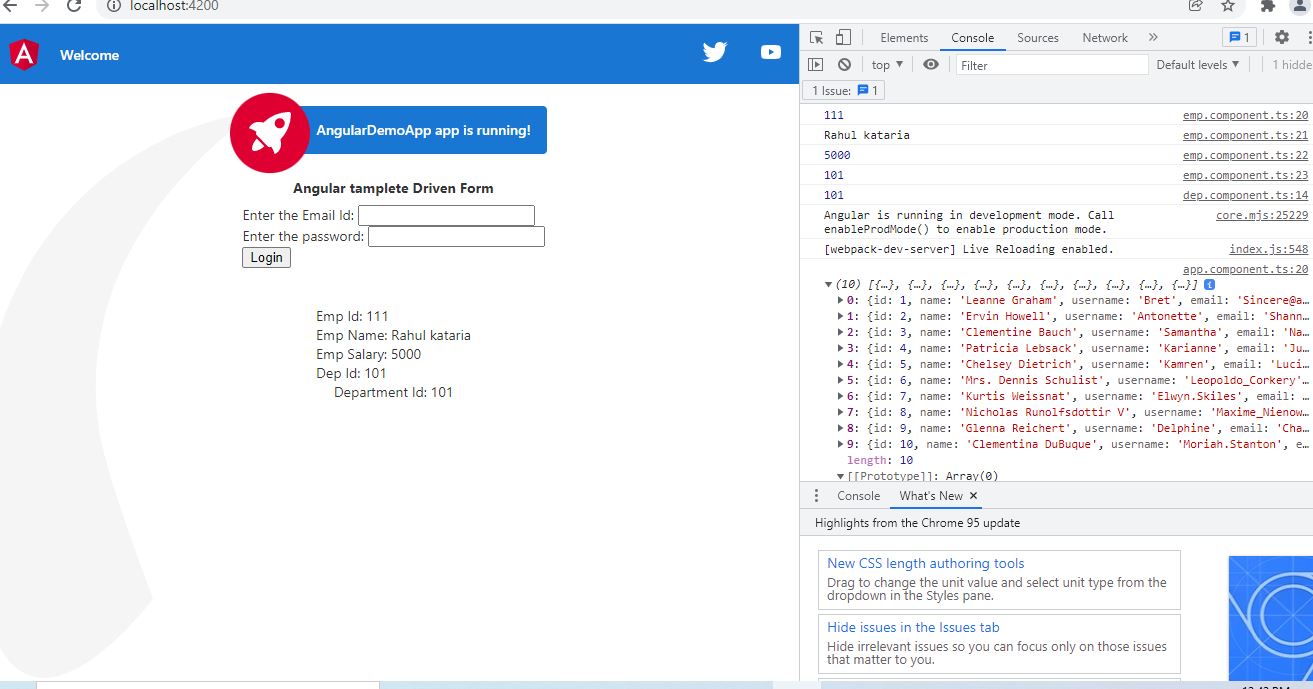 localhost:4200
Welcome
AngularDemoApp app is running!
Angular tamplete Driven Form
Enter the Email Id:
Enter the password:
Login
Emp Id: 111
Emp Name: Rahul kataria
Emp Salary: 5000
Dep Id: 101
Department Id: 101
Elements Console Sources Network » 1
top ▼ Filter Default levels ▼ 1 hidde
1 Issue: 1
111 emp.component.ts:20
Rahul kataria emp.component.ts:21
5000 emp.component.ts:22
101 emp.component.ts:23
101 dep.component.ts:14
Angular is running in development mode. Call core.mjs:25229
enableProdMode() to enable production mode.
[webpack-dev-server] Live Reloading enabled. index.js:548
app.component.ts:20
(10) [{…}, {…}, {…}, {…}, {…}, {…}, {…}, {…}, {…}, {…}] i
0: {id: 1, name: 'Leanne Graham', username: 'Bret', email: 'Sincere@a…
1: {id: 2, name: 'Ervin Howell', username: 'Antonette', email: 'Shann…
2: {id: 3, name: 'Clementine Bauch', username: 'Samantha', email: 'Na…
3: {id: 4, name: 'Patricia Lebsack', username: 'Karianne', email: 'Ju…
4: {id: 5, name: 'Chelsey Dietrich', username: 'Kamren', email: 'Luci…
5: {id: 6, name: 'Mrs. Dennis Schulist', username: 'Leopoldo_Corkery'…
6: {id: 7, name: 'Kurtis Weissnat', username: 'Elwyn.Skiles', email: …
7: {id: 8, name: 'Nicholas Runolfsdottir V', username: 'Maxime_Nienow…
8: {id: 9, name: 'Glenna Reichert', username: 'Delphine', email: 'Cha…
9: {id: 10, name: 'Clementina DuBuque', username: 'Moriah.Stanton', e…
length: 10
[[Prototype]]: Array(0)
Console What's New ×
Highlights from the Chrome 95 update
New CSS length authoring tools
Drag to change the unit value and select unit type from the
dropdown in the Styles pane.
Hide issues in the Issues tab
Hide irrelevant issues so you can focus only on those issues
that matter to you.